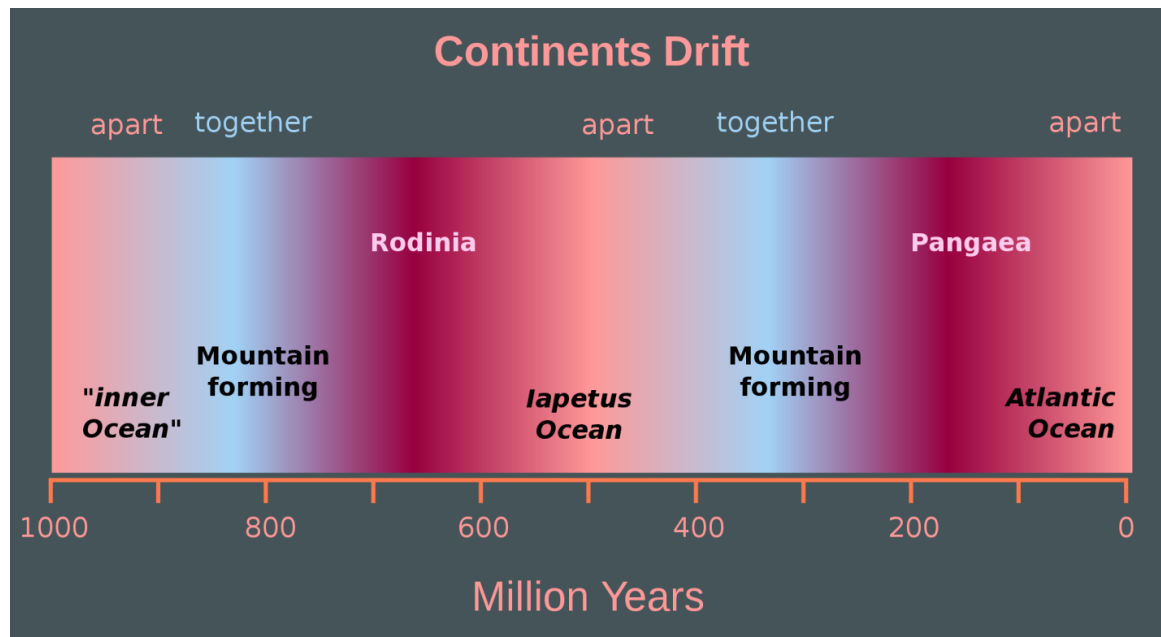 Continents Drift
apart together apart together apart
Rodinia Pangaea
Mountain forming Mountain forming
"inner Ocean" Iapetus Ocean Atlantic Ocean
1000 800 600 400 200 0
Million Years